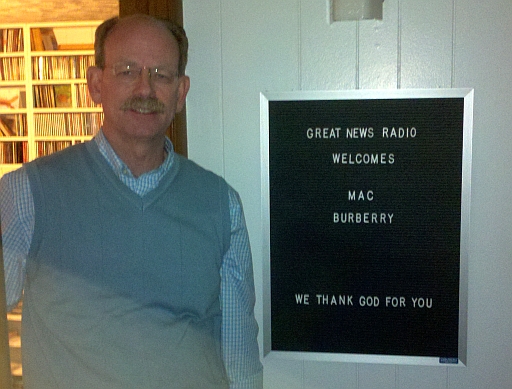 GREAT NEWS RADIO
WELCOMES
MAC
BURBERRY
WE THANK GOD FOR YOU